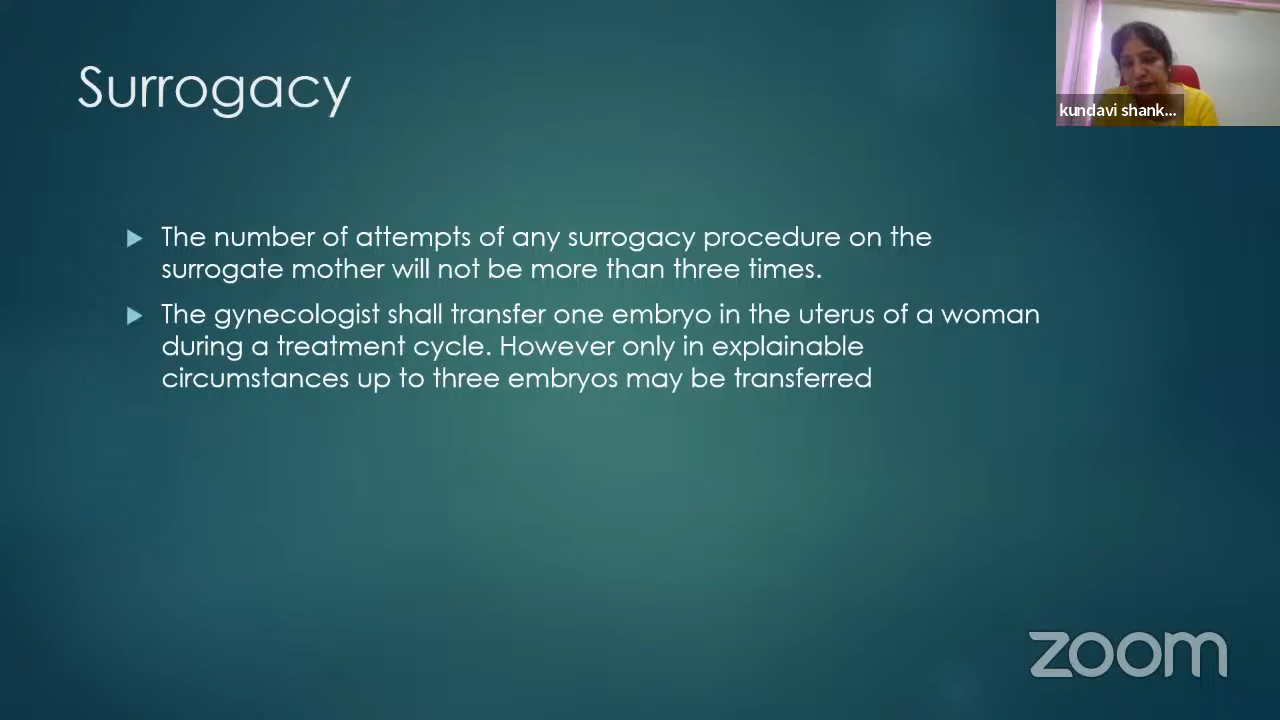 Surrogacy
kundavi shank...
The number of attempts of any surrogacy procedure on the
surrogate mother will not be more than three times.
The gynecologist shall transfer one embryo in the uterus of a woman
during a treatment cycle. However only in explainable
circumstances up to three embryos may be transferred
zoom